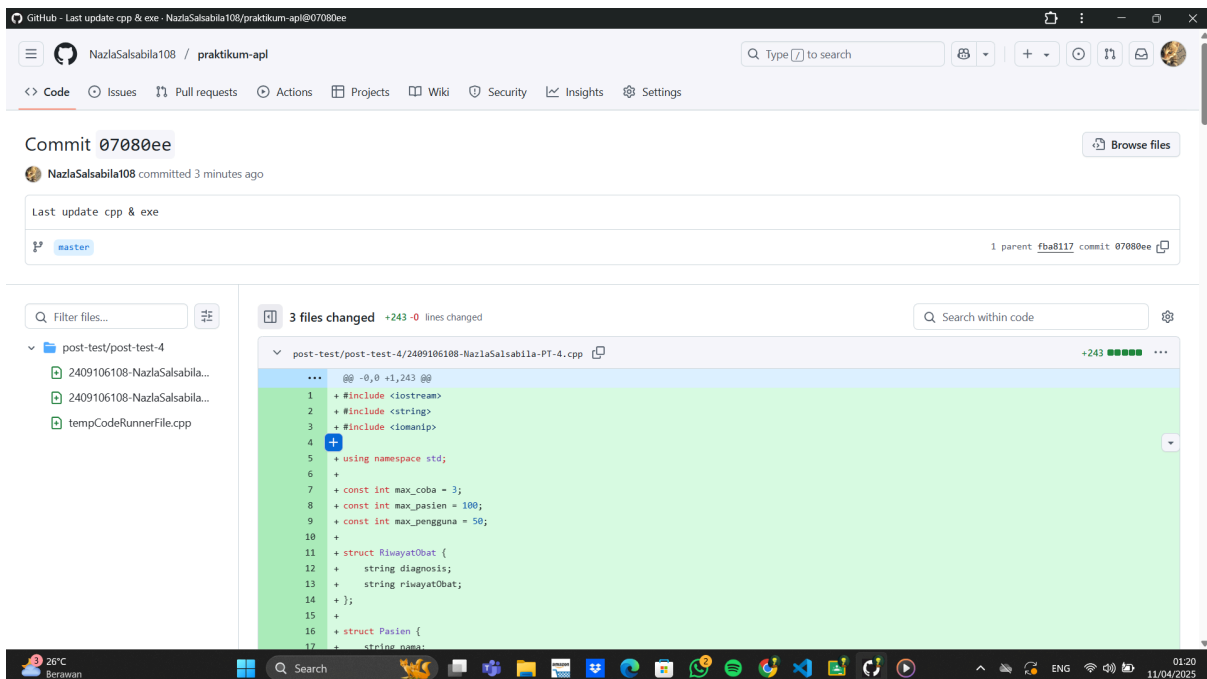 GitHub - Last update cpp & exe · NazlaSalsabila108/praktikum-apl@07080ee
NazlaSalsabila108 / praktikum-apl
Type / to search
Code Issues Pull requests Actions Projects Wiki Security Insights Settings
Commit 07080ee
Browse files
NazlaSalsabila108 committed 3 minutes ago
Last update cpp & exe
master
1 parent fba8117 commit 07080ee
Filter files...
3 files changed +243 -0 lines changed
Search within code
post-test/post-test-4
2409106108-NazlaSalsabila...
2409106108-NazlaSalsabila...
tempCodeRunnerFile.cpp
post-test/post-test-4/2409106108-NazlaSalsabila-PT-4.cpp
+243
@@ -0,0 +1,243 @@
1 + #include <iostream>
2 + #include <string>
3 + #include <iomanip>
4 +
5 + using namespace std;
6 +
7 + const int max_coba = 3;
8 + const int max_pasien = 100;
9 + const int max_pengguna = 50;
10 +
11 + struct RiwayatObat {
12 + string diagnosis;
13 + string riwayatObat;
14 + };
15 +
16 + struct Pasien {
17 + string nama;
3
26°C
Berawan
Search
2
ENG
01:20
11/04/2025